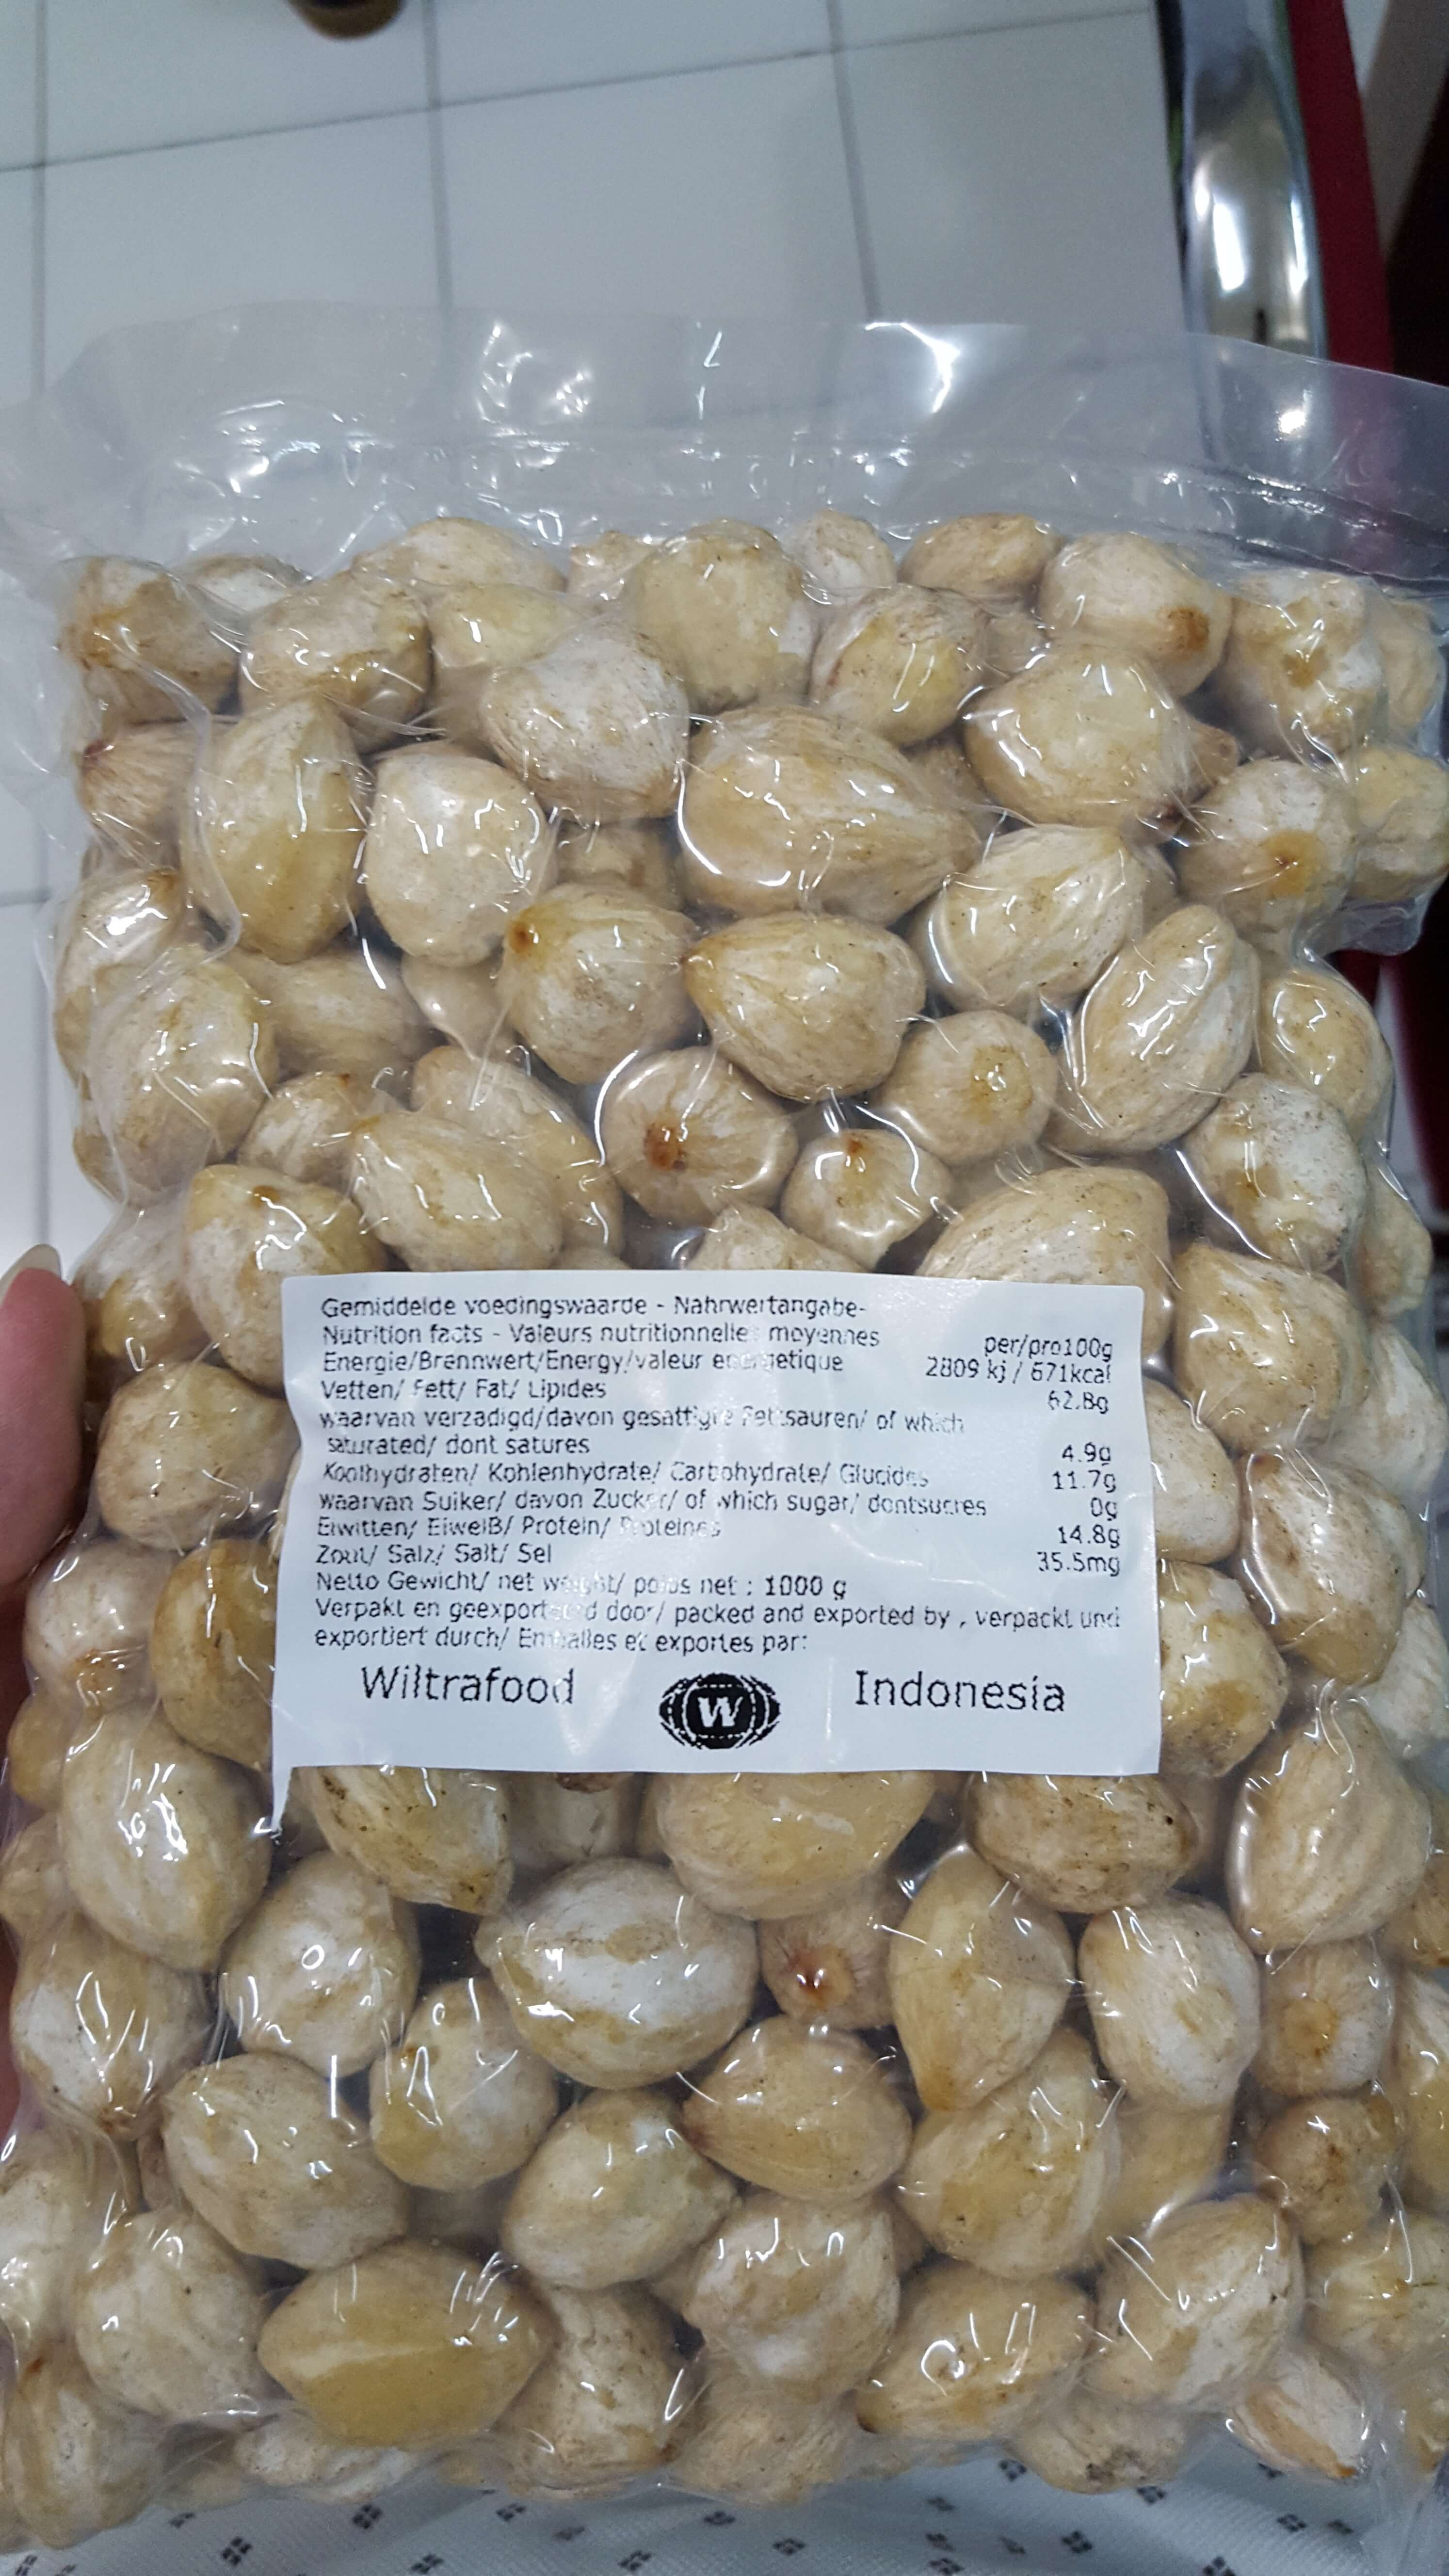 Gemiddelde voedingswaarde - Nahrwertangabe-
Nutrition facts - Valeurs nutritionnelle moyennes per/pro100g
Energie/Brennwert/Energy/valeur energetique 2809 kj / 671kcal
Vetten/ Fett/ Fat/ Lipides 62.8g
waarvan verzadigd/davon gesattigte Fettsauren/ of which
saturated/ dont satures 4.9g
Koolhydraten/ Kohlenhydrate/ Carbohydrate/ Glucides 11.7g
waarvan Suiker/ davon Zucker/ of which sugar/ dontsucres 0g
Eiwitten/ EiweiB/ Protein/ Proteines 14.8g
Zout/ Salz/ Salt/ Sel 35.5mg
Netto Gewicht/ net weight/ poids net : 1000 g
Verpakt en geexporteerd door/ packed and exported by , verpackt und
exportiert durch/ Emballes et exportes par:
Wiltrafood W Indonesia